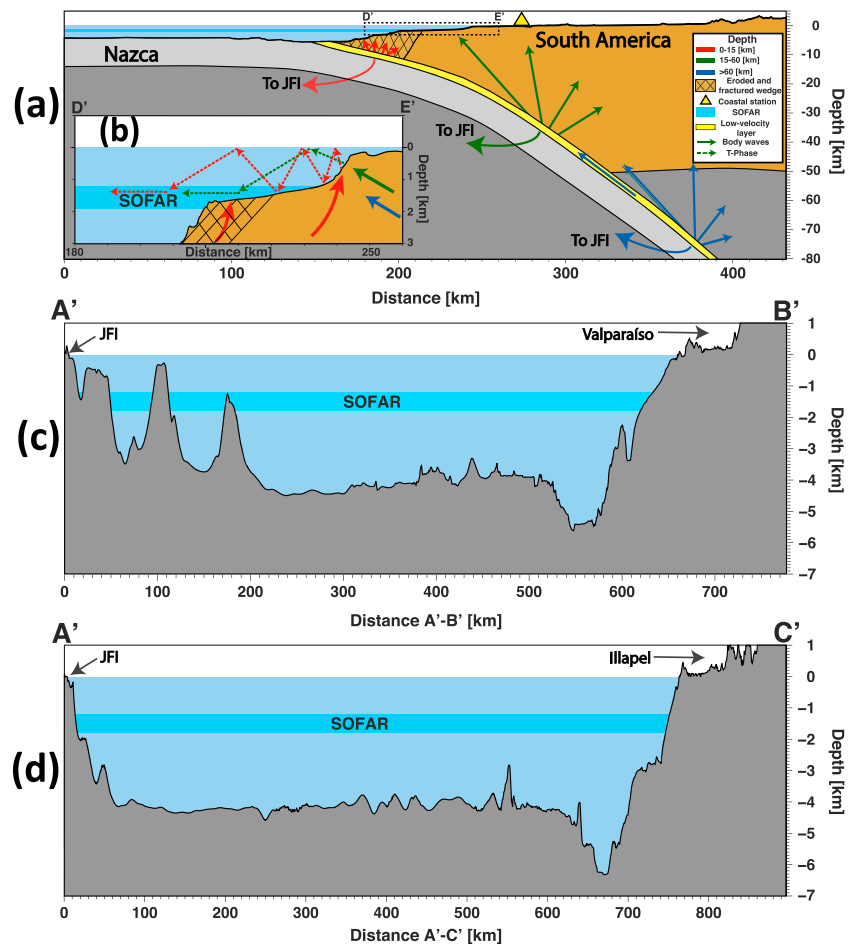 (a)
D'
E'
Nazca
South America
To JFI
To JFI
To JFI
Depth
0-15 [km]
15-60 [km]
>60 [km]
Eroded and
fractured wedge
Coastal station
SOFAR
Low-velocity
layer
Body waves
T-Phase
0
-10
-20
-30
-40
-50
-60
-70
-80
Depth [km]
0
100
200
300
400
Distance [km]
D'
(b)
E'
SOFAR
0
1
2
3
Depth [km]
180
Distance [km]
250
(c)
A'
B'
JFI
Valparaíso
SOFAR
1
0
-1
-2
-3
-4
-5
-6
-7
Depth [km]
0
100
200
300
400
500
600
700
Distance A'-B' [km]
(d)
A'
C'
JFI
Illapel
SOFAR
1
0
-1
-2
-3
-4
-5
-6
-7
Depth [km]
0
100
200
300
400
500
600
700
800
Distance A'-C' [km]